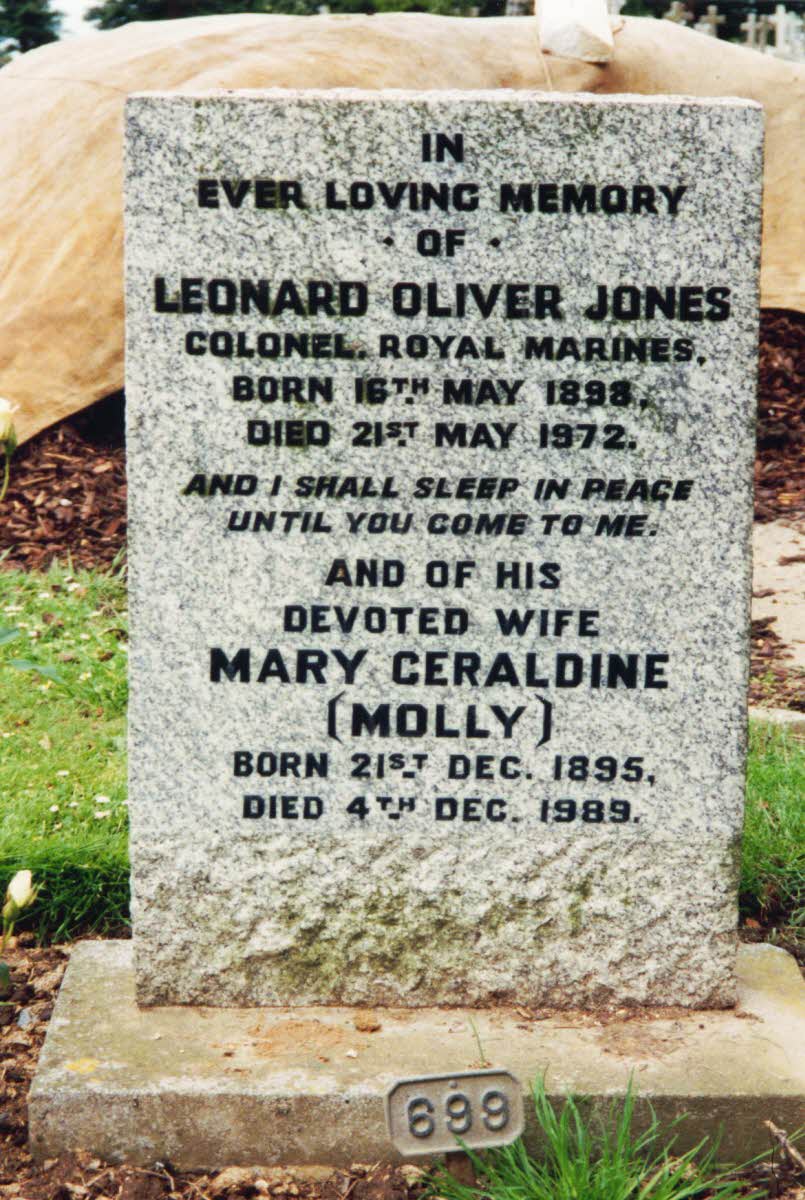 IN
EVER LOVING MEMORY
· OF ·
LEONARD OLIVER JONES
COLONEL. ROYAL MARINES,
BORN 16TH MAY 1898,
DIED 21ST MAY 1972.
AND I SHALL SLEEP IN PEACE
UNTIL YOU COME TO ME.
AND OF HIS
DEVOTED WIFE
MARY GERALDINE
(MOLLY)
BORN 21ST DEC. 1895,
DIED 4TH DEC. 1989.
699